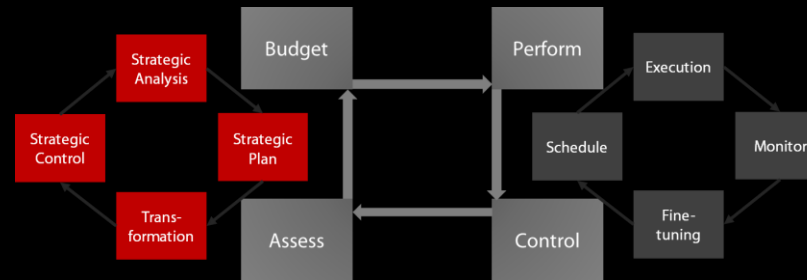 Strategic
Analysis
Strategic
Control
Strategic
Plan
Trans-
formation
Budget
Perform
Assess
Control
Execution
Schedule
Monitor
Fine-
tuning